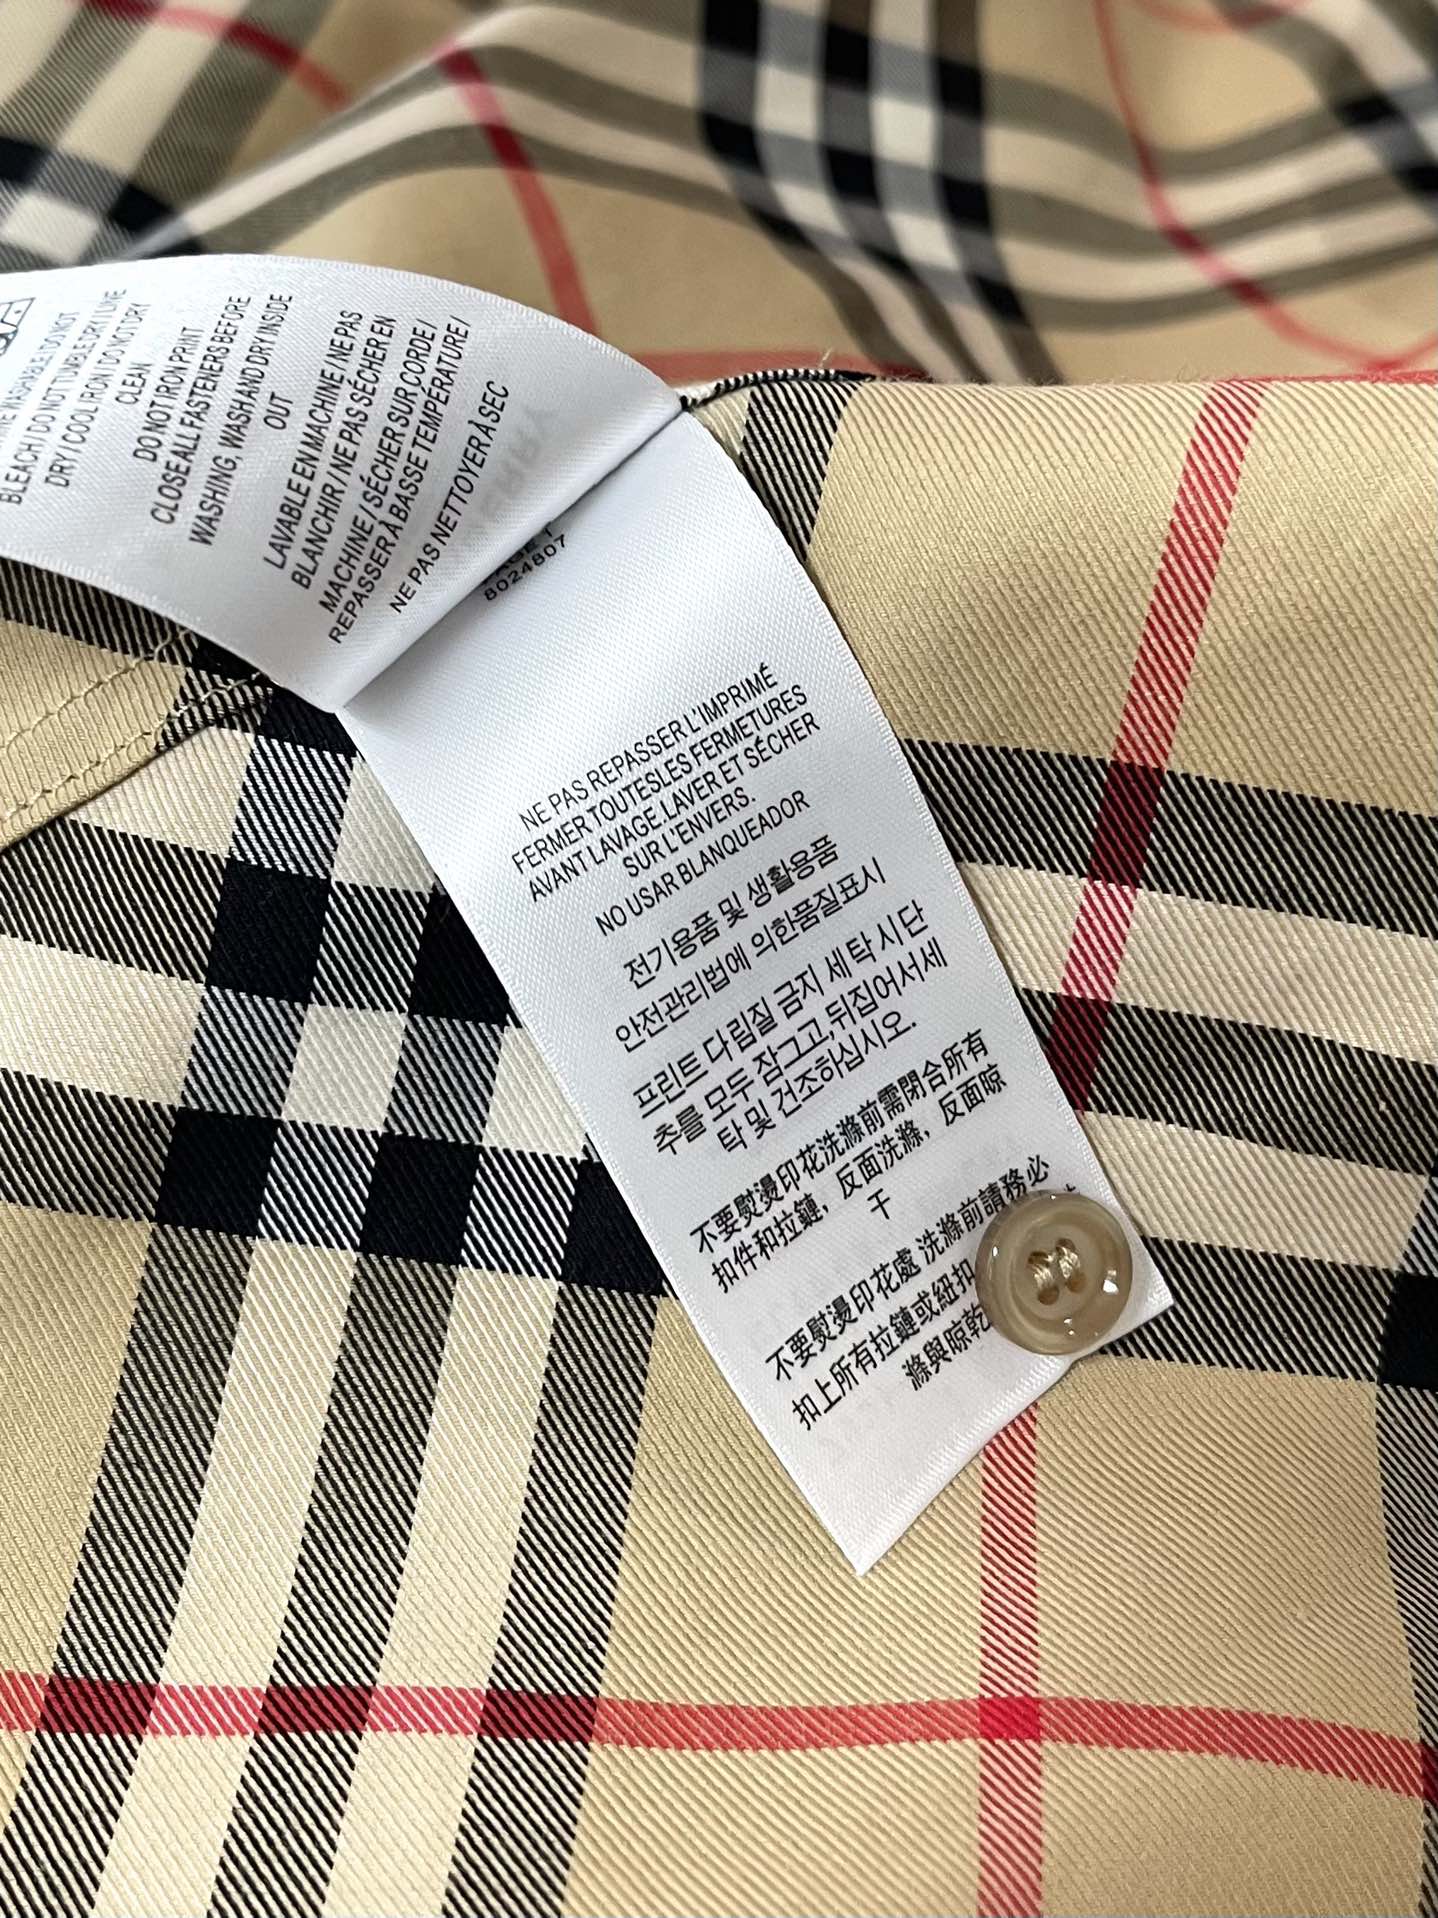 BLEACH / DO NOT TUMBLE DRY / LINE
DRY / COOL IRON / DO NOT DRY
CLEAN
DO NOT IRON PRINT
CLOSE ALL FASTENERS BEFORE
WASHING, WASH AND DRY INSIDE
OUT
LAVABLE EN MACHINE / NE PAS
BLANCHIR / NE PAS SÉCHER EN
MACHINE / SÉCHER SUR CORDE /
REPASSER À BASSE TEMPÉRATURE /
NE PAS NETTOYER À SEC
8024807
NE PAS REPASSER L'IMPRIMÉ
FERMER TOUTESLES FERMETURES
AVANT LAVAGE.LAVER ET SÉCHER
SUR L'ENVERS.
NO USAR BLANQUEADOR
전기용품 및 생활용품
안전관리법에 의한품질표시
프린트 다림질 금지 세탁 시 단
추를 모두 잠그고,뒤집어서세
탁 및 건조하십시오.
不要熨燙印花洗滌前需閉合所有
扣件和拉鏈，反面洗滌，反面晾
干
不要熨燙印花處 洗滌前請務必
扣上所有拉鏈或紐扣
滌與晾乾